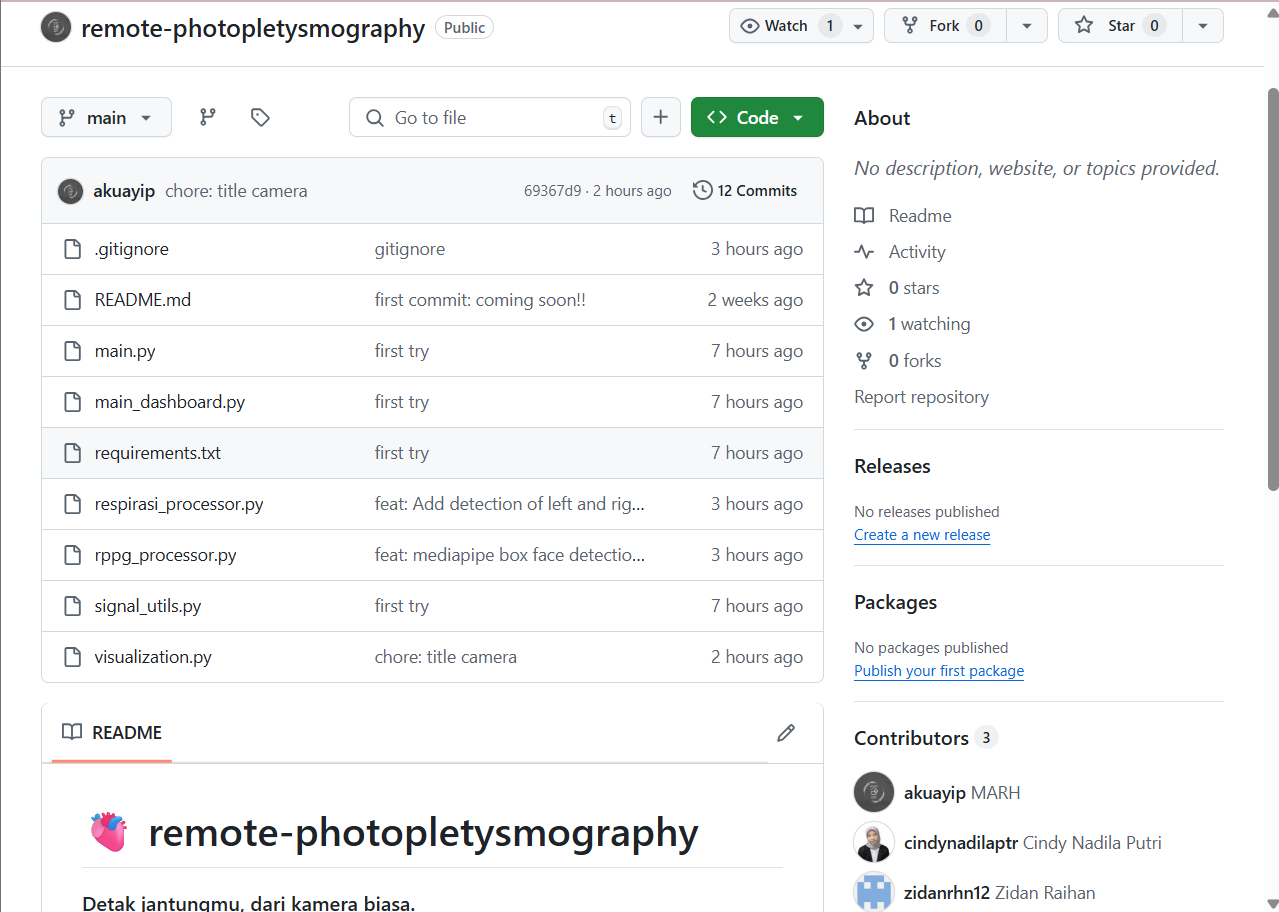 remote-photopletysmography Public Watch 1 Fork 0 Star 0
main Go to file t Code
akuayip chore: title camera 69367d9 · 2 hours ago 12 Commits
.gitignore gitignore 3 hours ago
README.md first commit: coming soon!! 2 weeks ago
main.py first try 7 hours ago
main_dashboard.py first try 7 hours ago
requirements.txt first try 7 hours ago
respirasi_processor.py feat: Add detection of left and rig... 3 hours ago
rppg_processor.py feat: mediapipe box face detectio... 3 hours ago
signal_utils.py first try 7 hours ago
visualization.py chore: title camera 2 hours ago
README
remote-photopletysmography
Detak jantungmu, dari kamera biasa.
About
No description, website, or topics provided.
Readme
Activity
0 stars
1 watching
0 forks
Report repository
Releases
No releases published
Create a new release
Packages
No packages published
Publish your first package
Contributors 3
akuayip MARH
cindynadilaptr Cindy Nadila Putri
zidanrhn12 Zidan Raihan